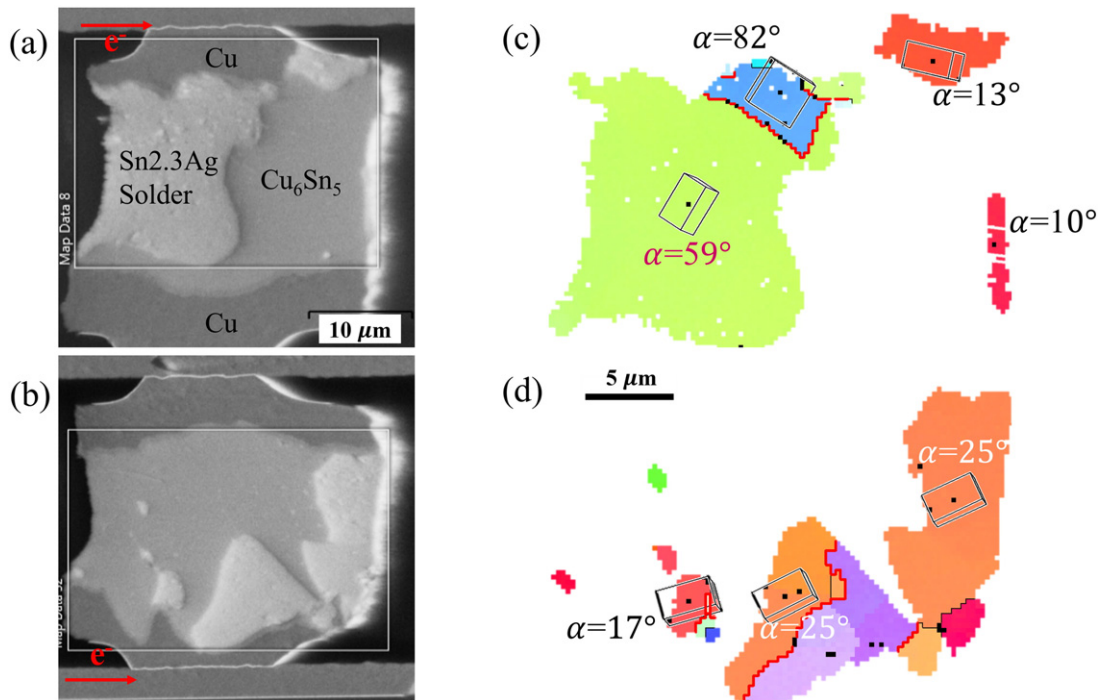 (a)
e⁻
Cu
Sn2.3Ag
Solder
Cu₆Sn₅
Map Data 8
Cu
10 μm
(b)
e⁻
(c)
α=82°
α=13°
α=59°
α=10°
5 μm
(d)
α=25°
α=17°
α=25°